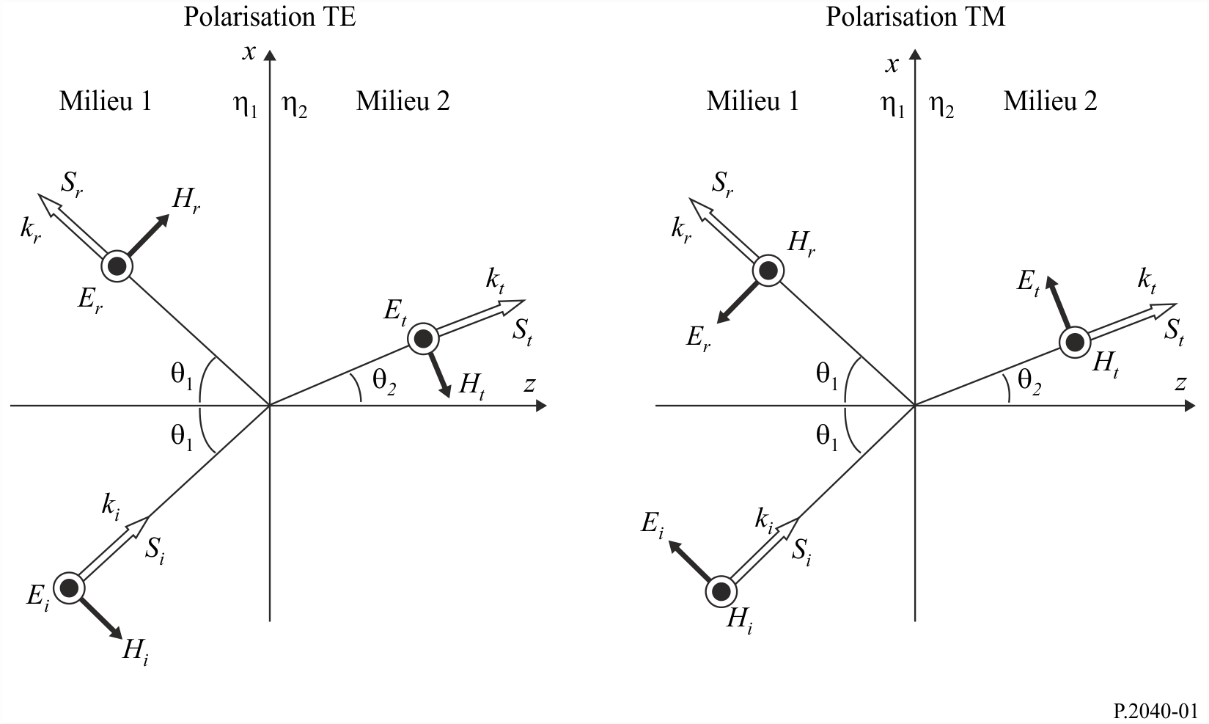 Polarisation TE
x
Milieu 1
η1
η2
Milieu 2
Sr
Hr
kr
Er
kt
Et
St
θ1
θ2
Ht
z
θ1
ki
Si
Ei
Hi
Polarisation TM
x
Milieu 1
η1
η2
Milieu 2
Sr
kr
Hr
Er
Et
kt
St
Ht
θ1
θ2
z
θ1
Ei
ki
Si
Hi
P.2040-01